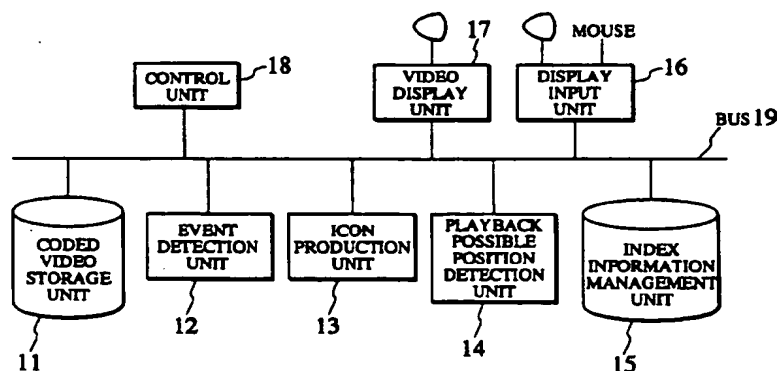 17
MOUSE
18
CONTROL
UNIT
VIDEO
DISPLAY
UNIT
DISPLAY
INPUT
UNIT
16
BUS 19
CODED
VIDEO
STORAGE
UNIT
EVENT
DETECTION
UNIT
ICON
PRODUCTION
UNIT
PLAYBACK
POSSIBLE
POSITION
DETECTION
UNIT
INDEX
INFORMATION
MANAGEMENT
UNIT
11
12
13
14
15